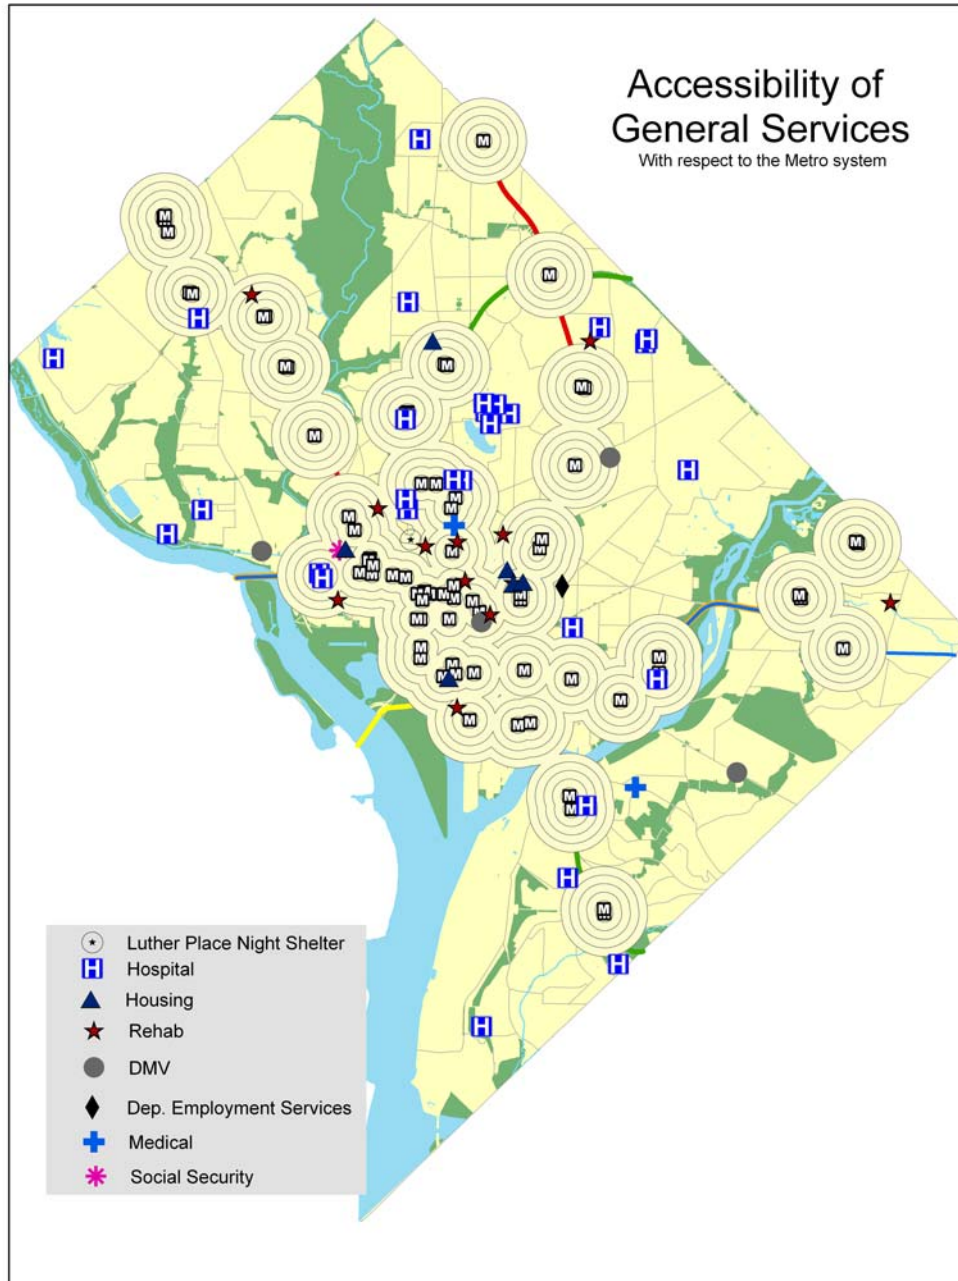 Accessibility of
General Services
With respect to the Metro system
Luther Place Night Shelter
H Hospital
Housing
Rehab
DMV
Dep. Employment Services
Medical
Social Security